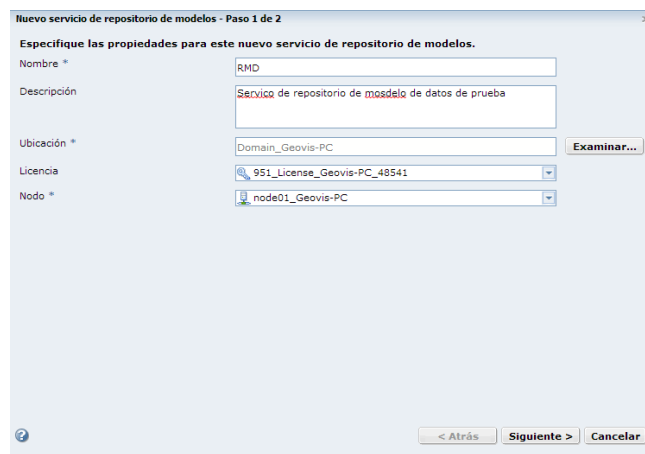 Nuevo servicio de repositorio de modelos - Paso 1 de 2
Especifique las propiedades para este nuevo servicio de repositorio de modelos.
Nombre * RMD
Descripción Servico de repositorio de mosdelo de datos de prueba
Ubicación * Domain_Geovis-PC Examinar...
Licencia 951_License_Geovis-PC_48541
Nodo * node01_Geovis-PC
< Atrás Siguiente > Cancelar